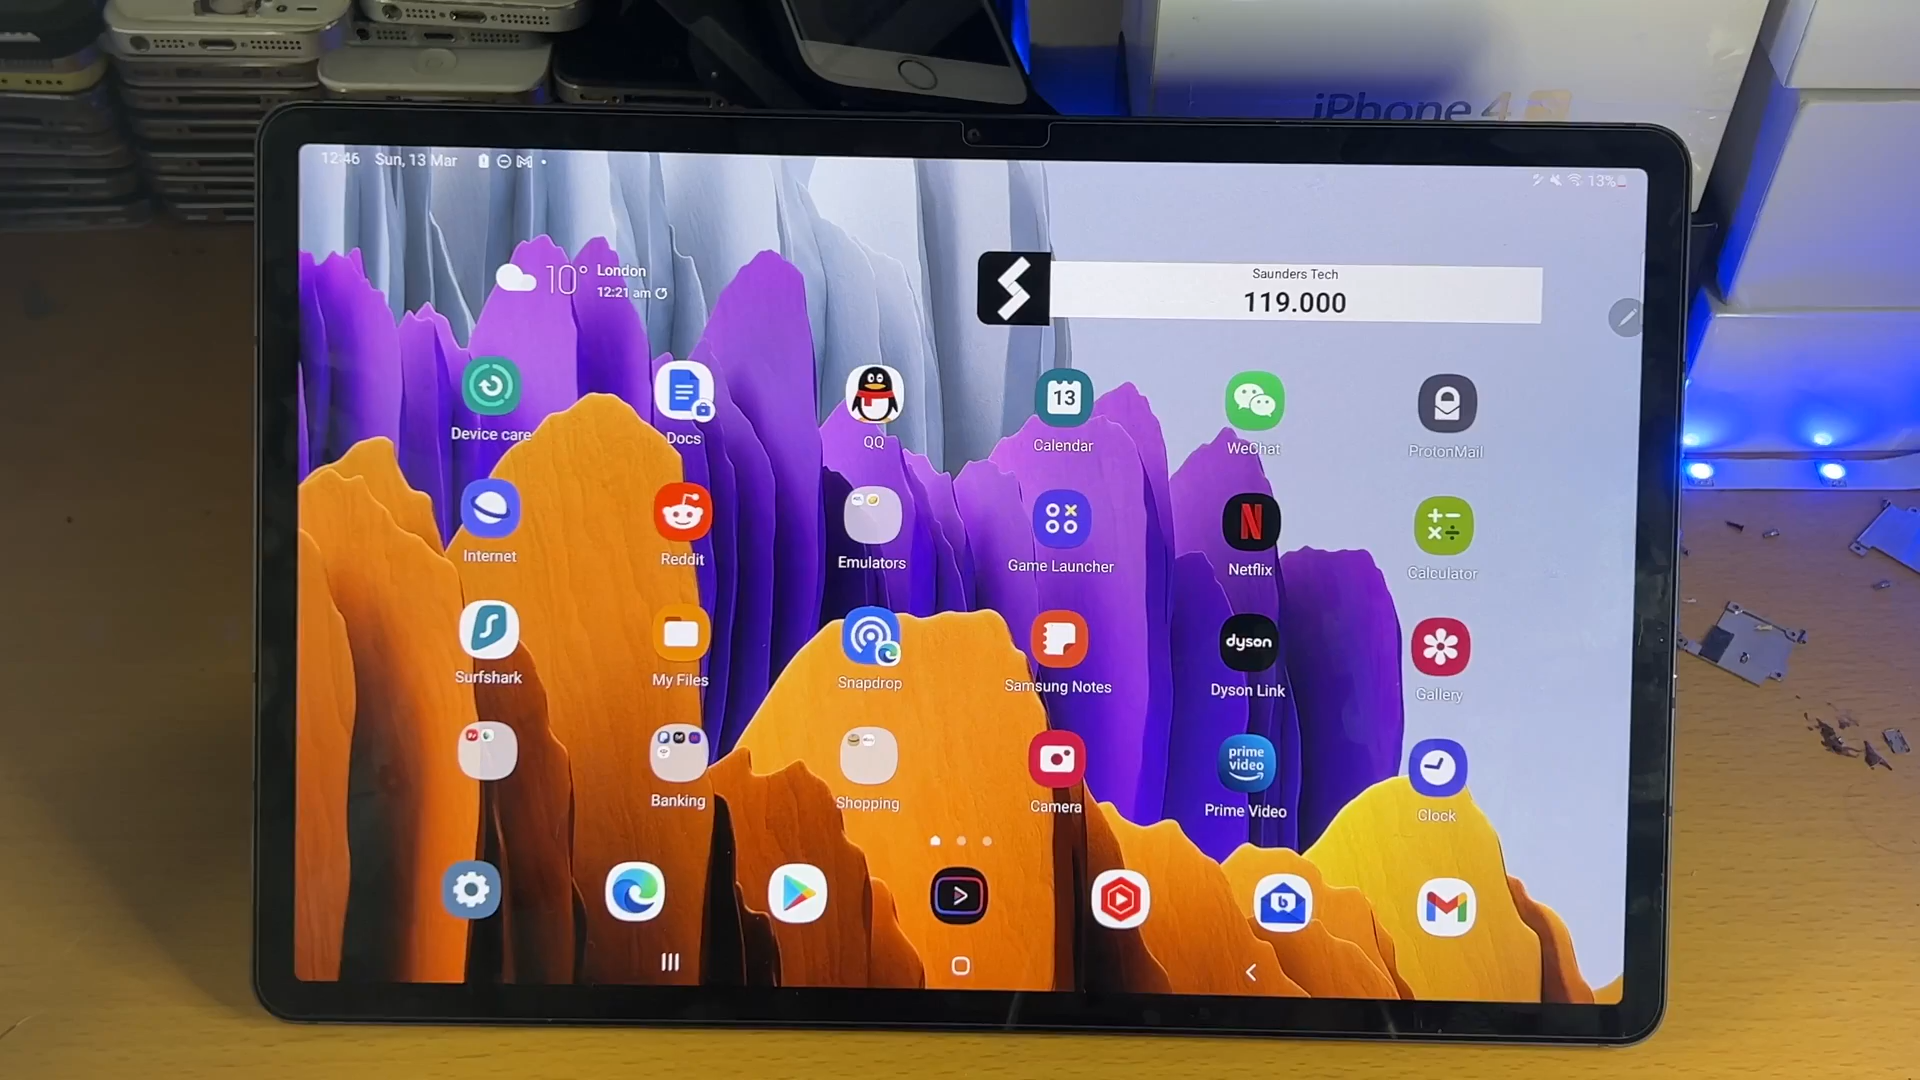 iPhone 4
12:46 Sun, 13 Mar
13%
10°
London
12:21 am
Saunders Tech
119.000
Device care
Docs
QQ
13
Calendar
WeChat
ProtonMail
Internet
Reddit
Emulators
Game Launcher
N
Netflix
Calculator
Surfshark
My Files
Snapdrop
Samsung Notes
dyson
Dyson Link
Gallery
Banking
Shopping
Camera
prime
video
Prime Video
Clock